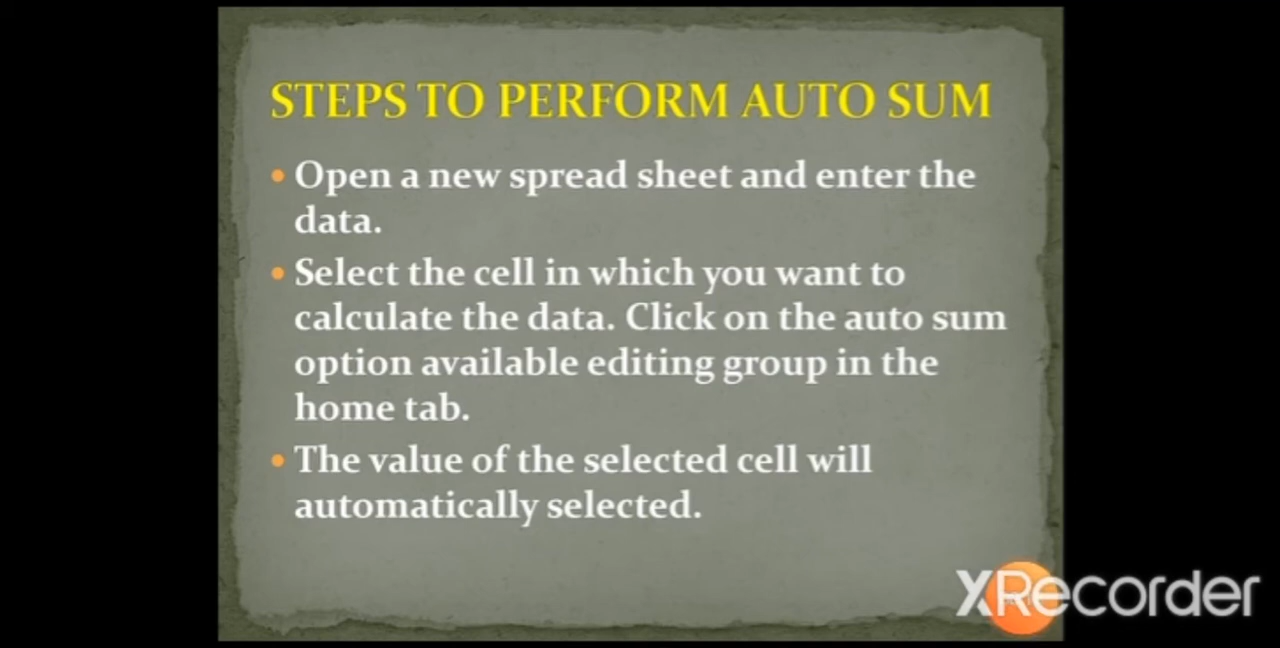 STEPS TO PERFORM AUTO SUM
• Open a new spread sheet and enter the
data.
• Select the cell in which you want to
calculate the data. Click on the auto sum
option available editing group in the
home tab.
• The value of the selected cell will
automatically selected.
XRecorder